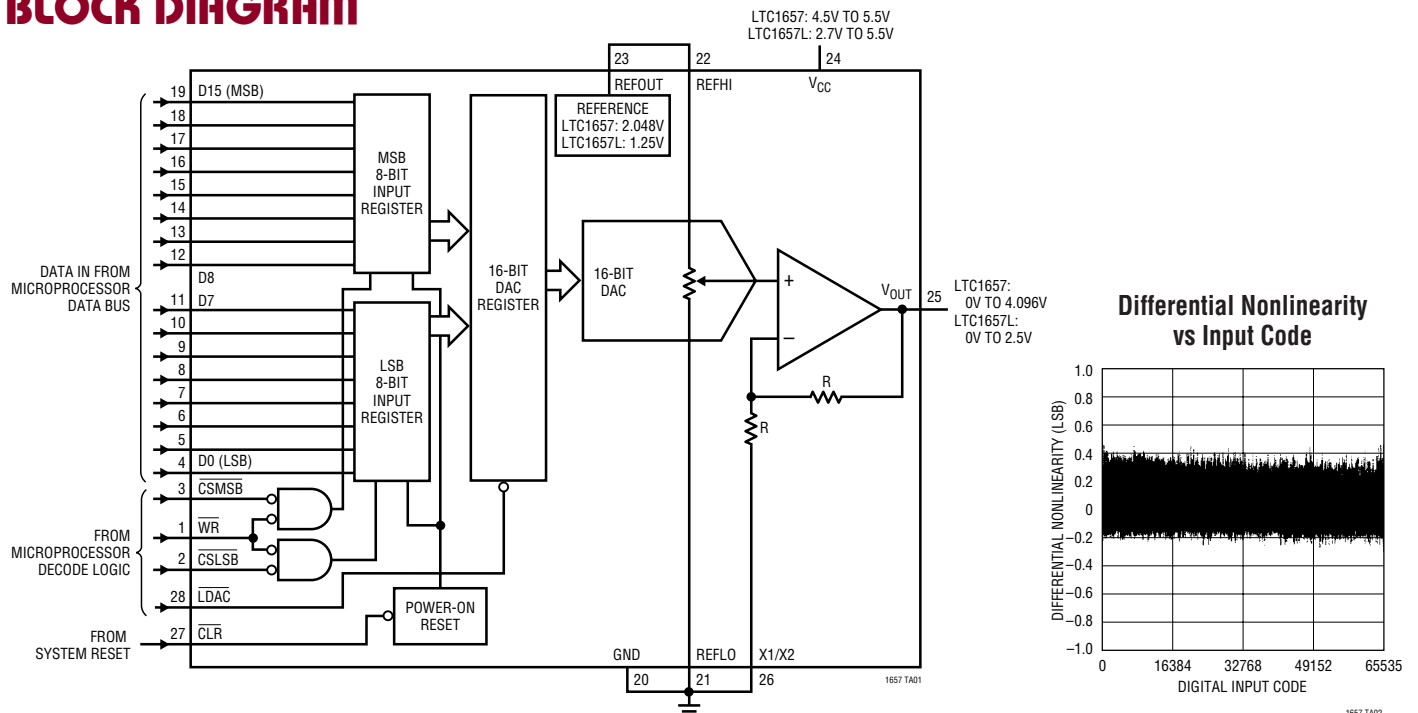 BLOCK DIAGRAM
LTC1657: 4.5V TO 5.5V
LTC1657L: 2.7V TO 5.5V
23
22
24
REFOUT
REFHI
VCC
REFERENCE
LTC1657: 2.048V
LTC1657L: 1.25V
19
D15 (MSB)
18
17
16
15
14
13
12
D8
11
D7
10
9
8
7
6
5
4
D0 (LSB)
3
CSMSB
1
WR
2
CSLSB
28
LDAC
27
CLR
DATA IN FROM
MICROPROCESSOR
DATA BUS
FROM
MICROPROCESSOR
DECODE LOGIC
FROM
SYSTEM RESET
MSB
8-BIT
INPUT
REGISTER
LSB
8-BIT
INPUT
REGISTER
16-BIT
DAC
REGISTER
16-BIT
DAC
POWER-ON
RESET
+
–
R
R
VOUT
25
LTC1657:
0V TO 4.096V
LTC1657L:
0V TO 2.5V
GND
REFLO
X1/X2
20
21
26
1657 TA01
Differential Nonlinearity
vs Input Code
DIFFERENTIAL NONLINEARITY (LSB)
1.0
0.8
0.6
0.4
0.2
0
–0.2
–0.4
–0.6
–0.8
–1.0
0
16384
32768
49152
65535
DIGITAL INPUT CODE
1657 TA02